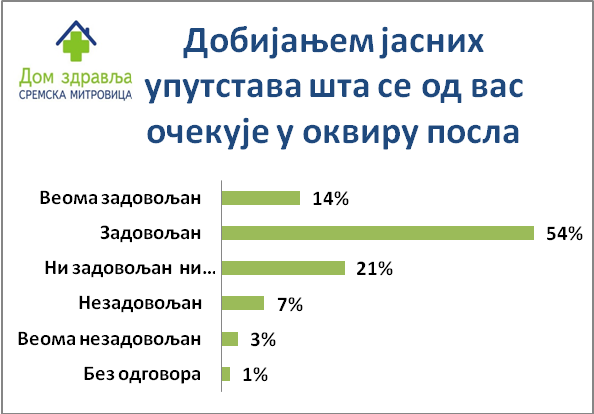 Дом здравља
СРЕМСКА МИТРОВИЦА
Добијањем јасних
упутстава шта се од вас
очекује у оквиру посла
Веома задовољан 14%
Задовољан 54%
Ни задовољан ни... 21%
Незадовољан 7%
Веома незадовољан 3%
Без одговора 1%